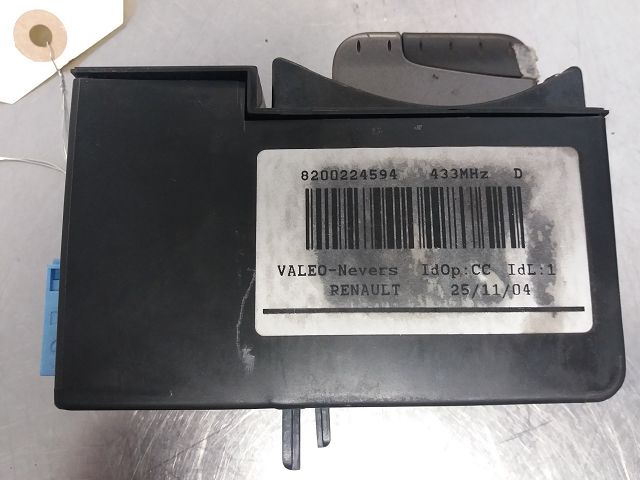 8200224594 433MHz D
VALEO-Nevers IdOp:CC IdL:1
RENAULT 25/11/04